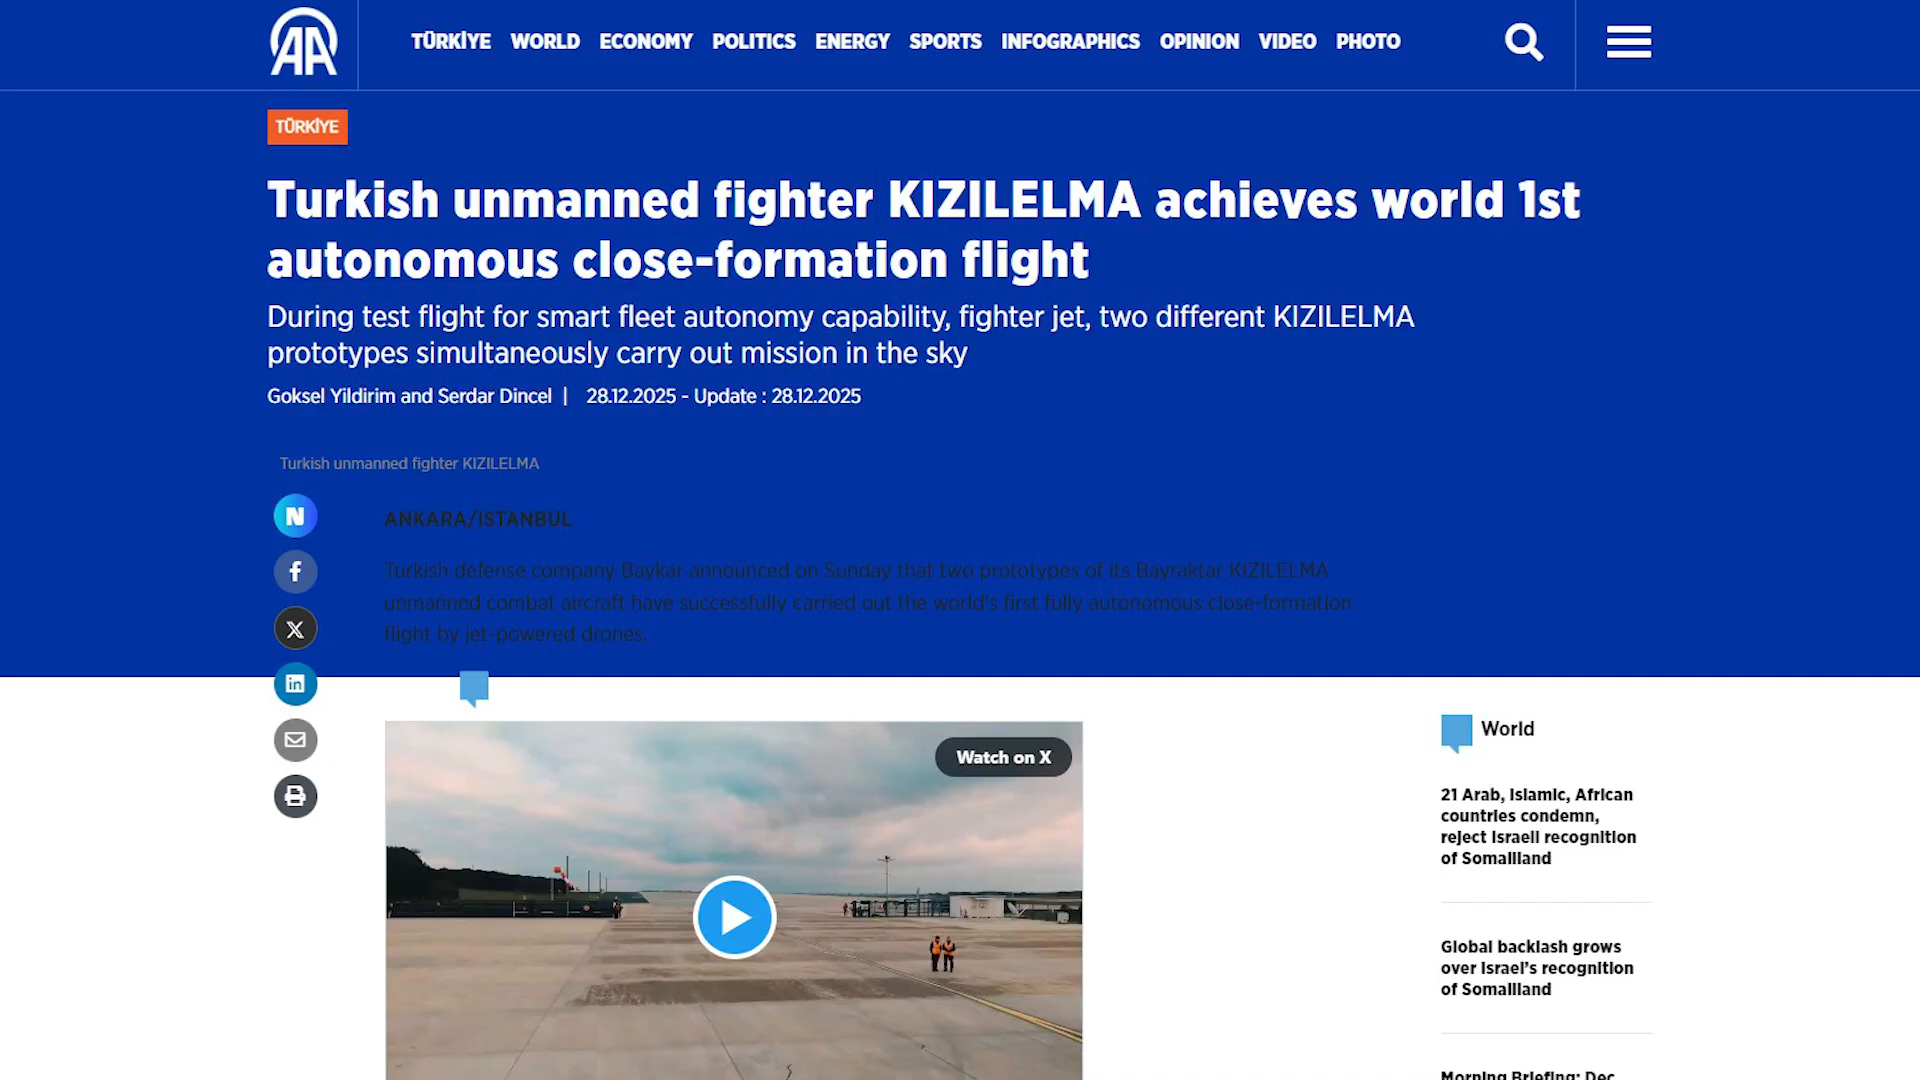 AA
TÜRKİYE WORLD ECONOMY POLITICS ENERGY SPORTS INFOGRAPHICS OPINION VIDEO PHOTO
TÜRKİYE
Turkish unmanned fighter KIZILELMA achieves world 1st
autonomous close-formation flight
During test flight for smart fleet autonomy capability, fighter jet, two different KIZILELMA
prototypes simultaneously carry out mission in the sky
Goksel Yildirim and Serdar Dincel | 28.12.2025 - Update : 28.12.2025
Turkish unmanned fighter KIZILELMA
ANKARA/ISTANBUL
Turkish defense company Baykar announced on Sunday that two prototypes of its Bayraktar KIZILELMA
unmanned combat aircraft have successfully carried out the world's first fully autonomous close-formation
flight by jet-powered drones.
Watch on X
World
21 Arab, Islamic, African
countries condemn,
reject Israeli recognition
of Somaliland
Global backlash grows
over Israel's recognition
of Somaliland
Morning Briefing: Dec